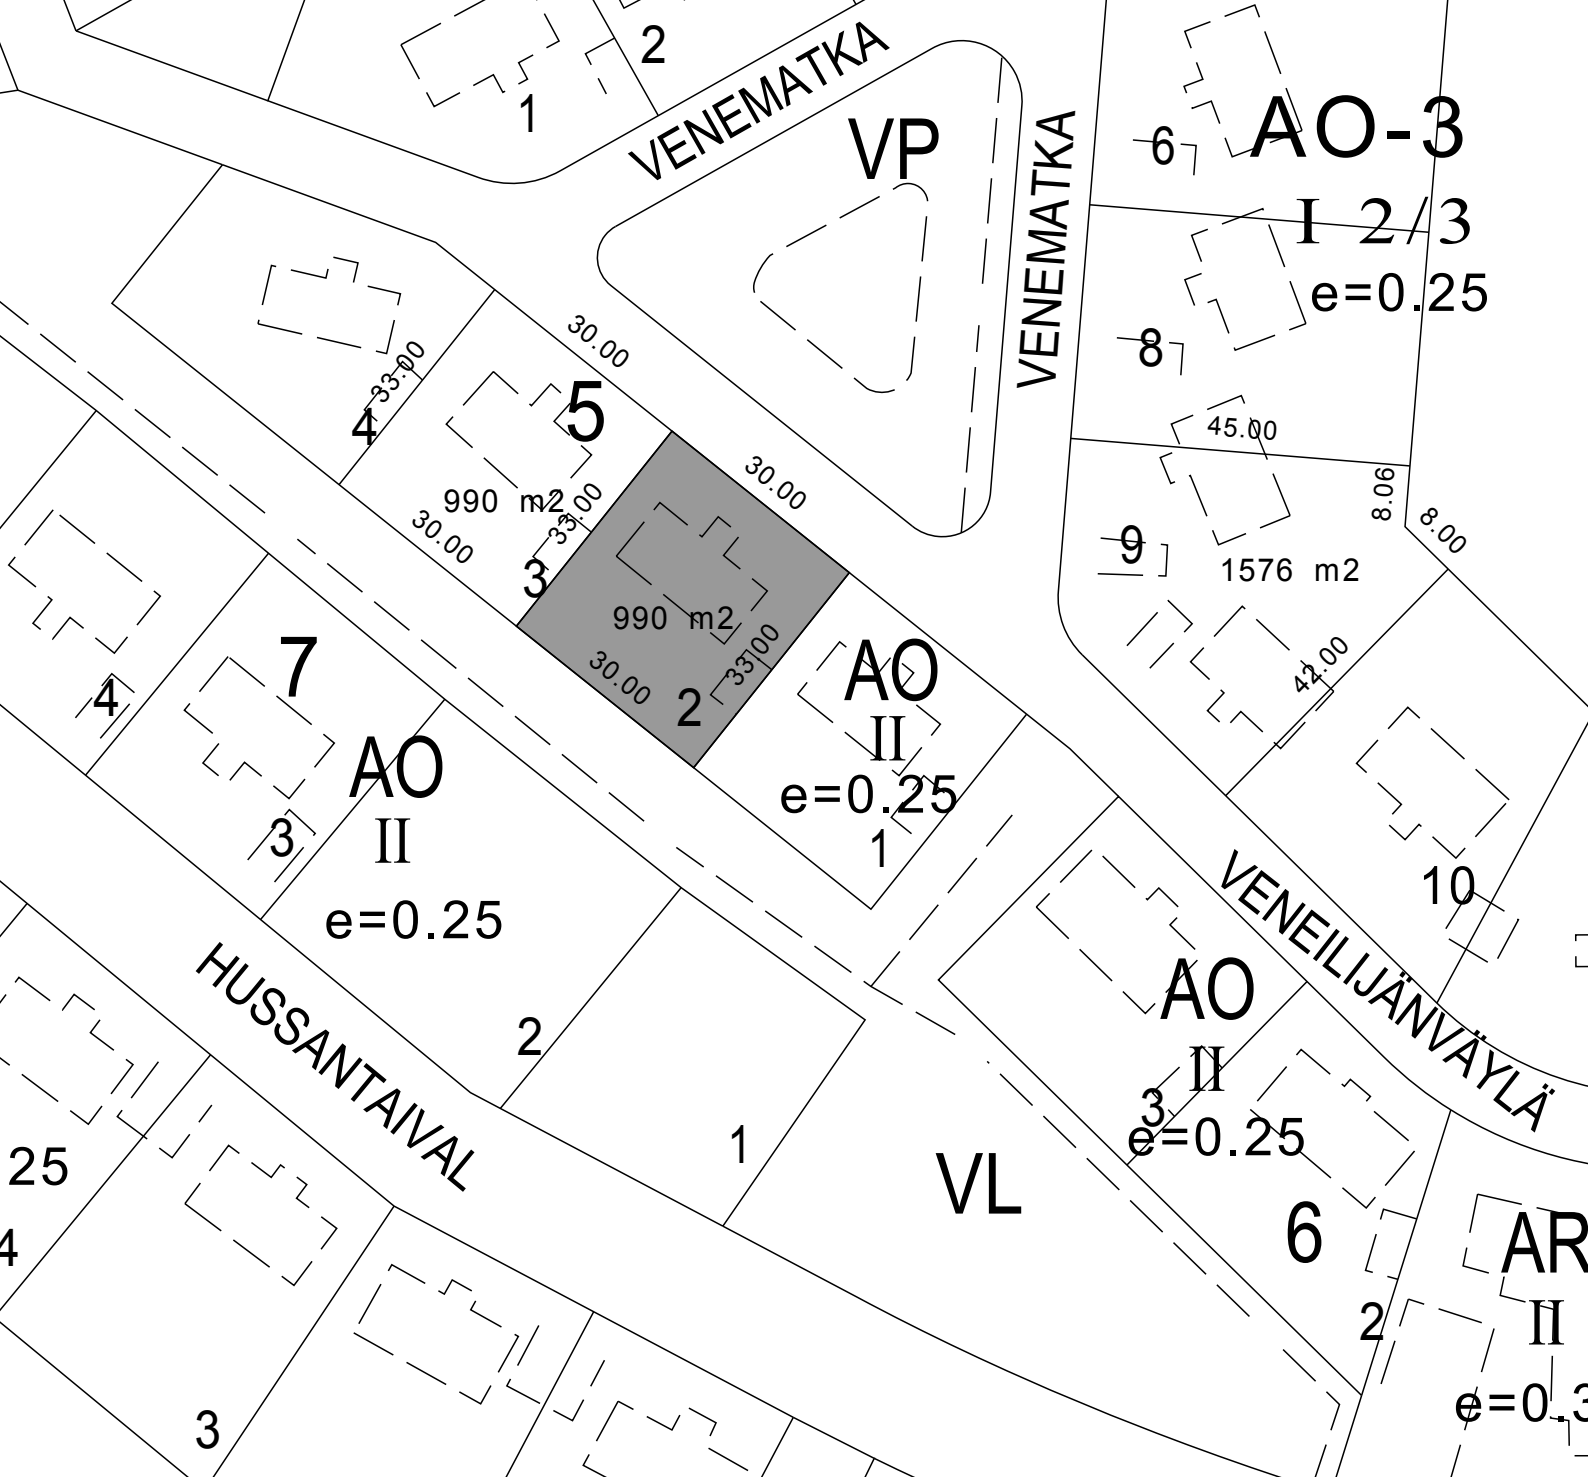 2
1
VENEMATKA
VP
VENEMATKA
6
AO-3
I 2/3
e=0.25
8
30.00
33.00
4
5
990 m2
30.00
33.00
3
30.00
45.00
8.06
8.00
9
1576 m2
42.00
990 m2
30.00
33.00
2
AO
II
e=0.25
1
7
4
AO
II
e=0.25
3
10
VENEILIJÄNVÄYLÄ
HUSSANTAIVAL
2
AO
II
3
e=0.25
1
VL
25
4
6
2
AR
II
e=0.3
3